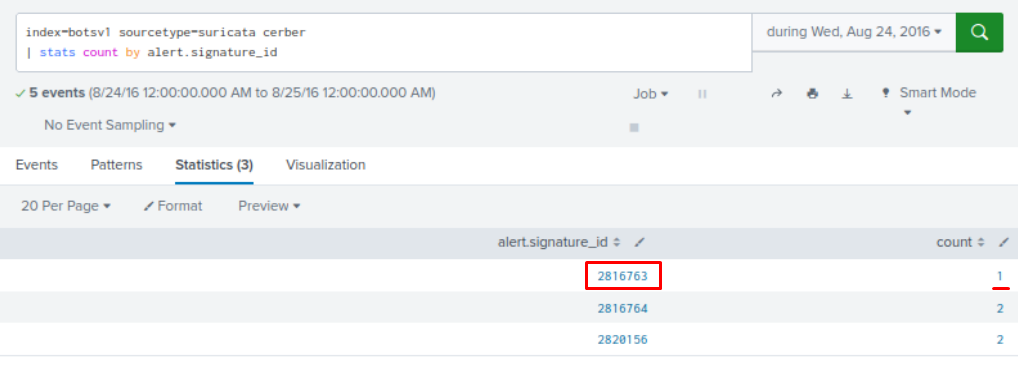 index=botsv1 sourcetype=suricata cerber
| stats count by alert.signature_id
during Wed, Aug 24, 2016
5 events (8/24/16 12:00:00.000 AM to 8/25/16 12:00:00.000 AM)
Job
Smart Mode
No Event Sampling
Events Patterns Statistics (3) Visualization
20 Per Page Format Preview
alert.signature_id count
2816763 1
2816764 2
2820156 2